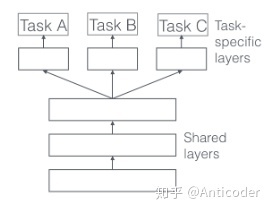 Task A
Task B
Task C
Task-
specific
layers
Shared
layers
知乎 @Anticoder